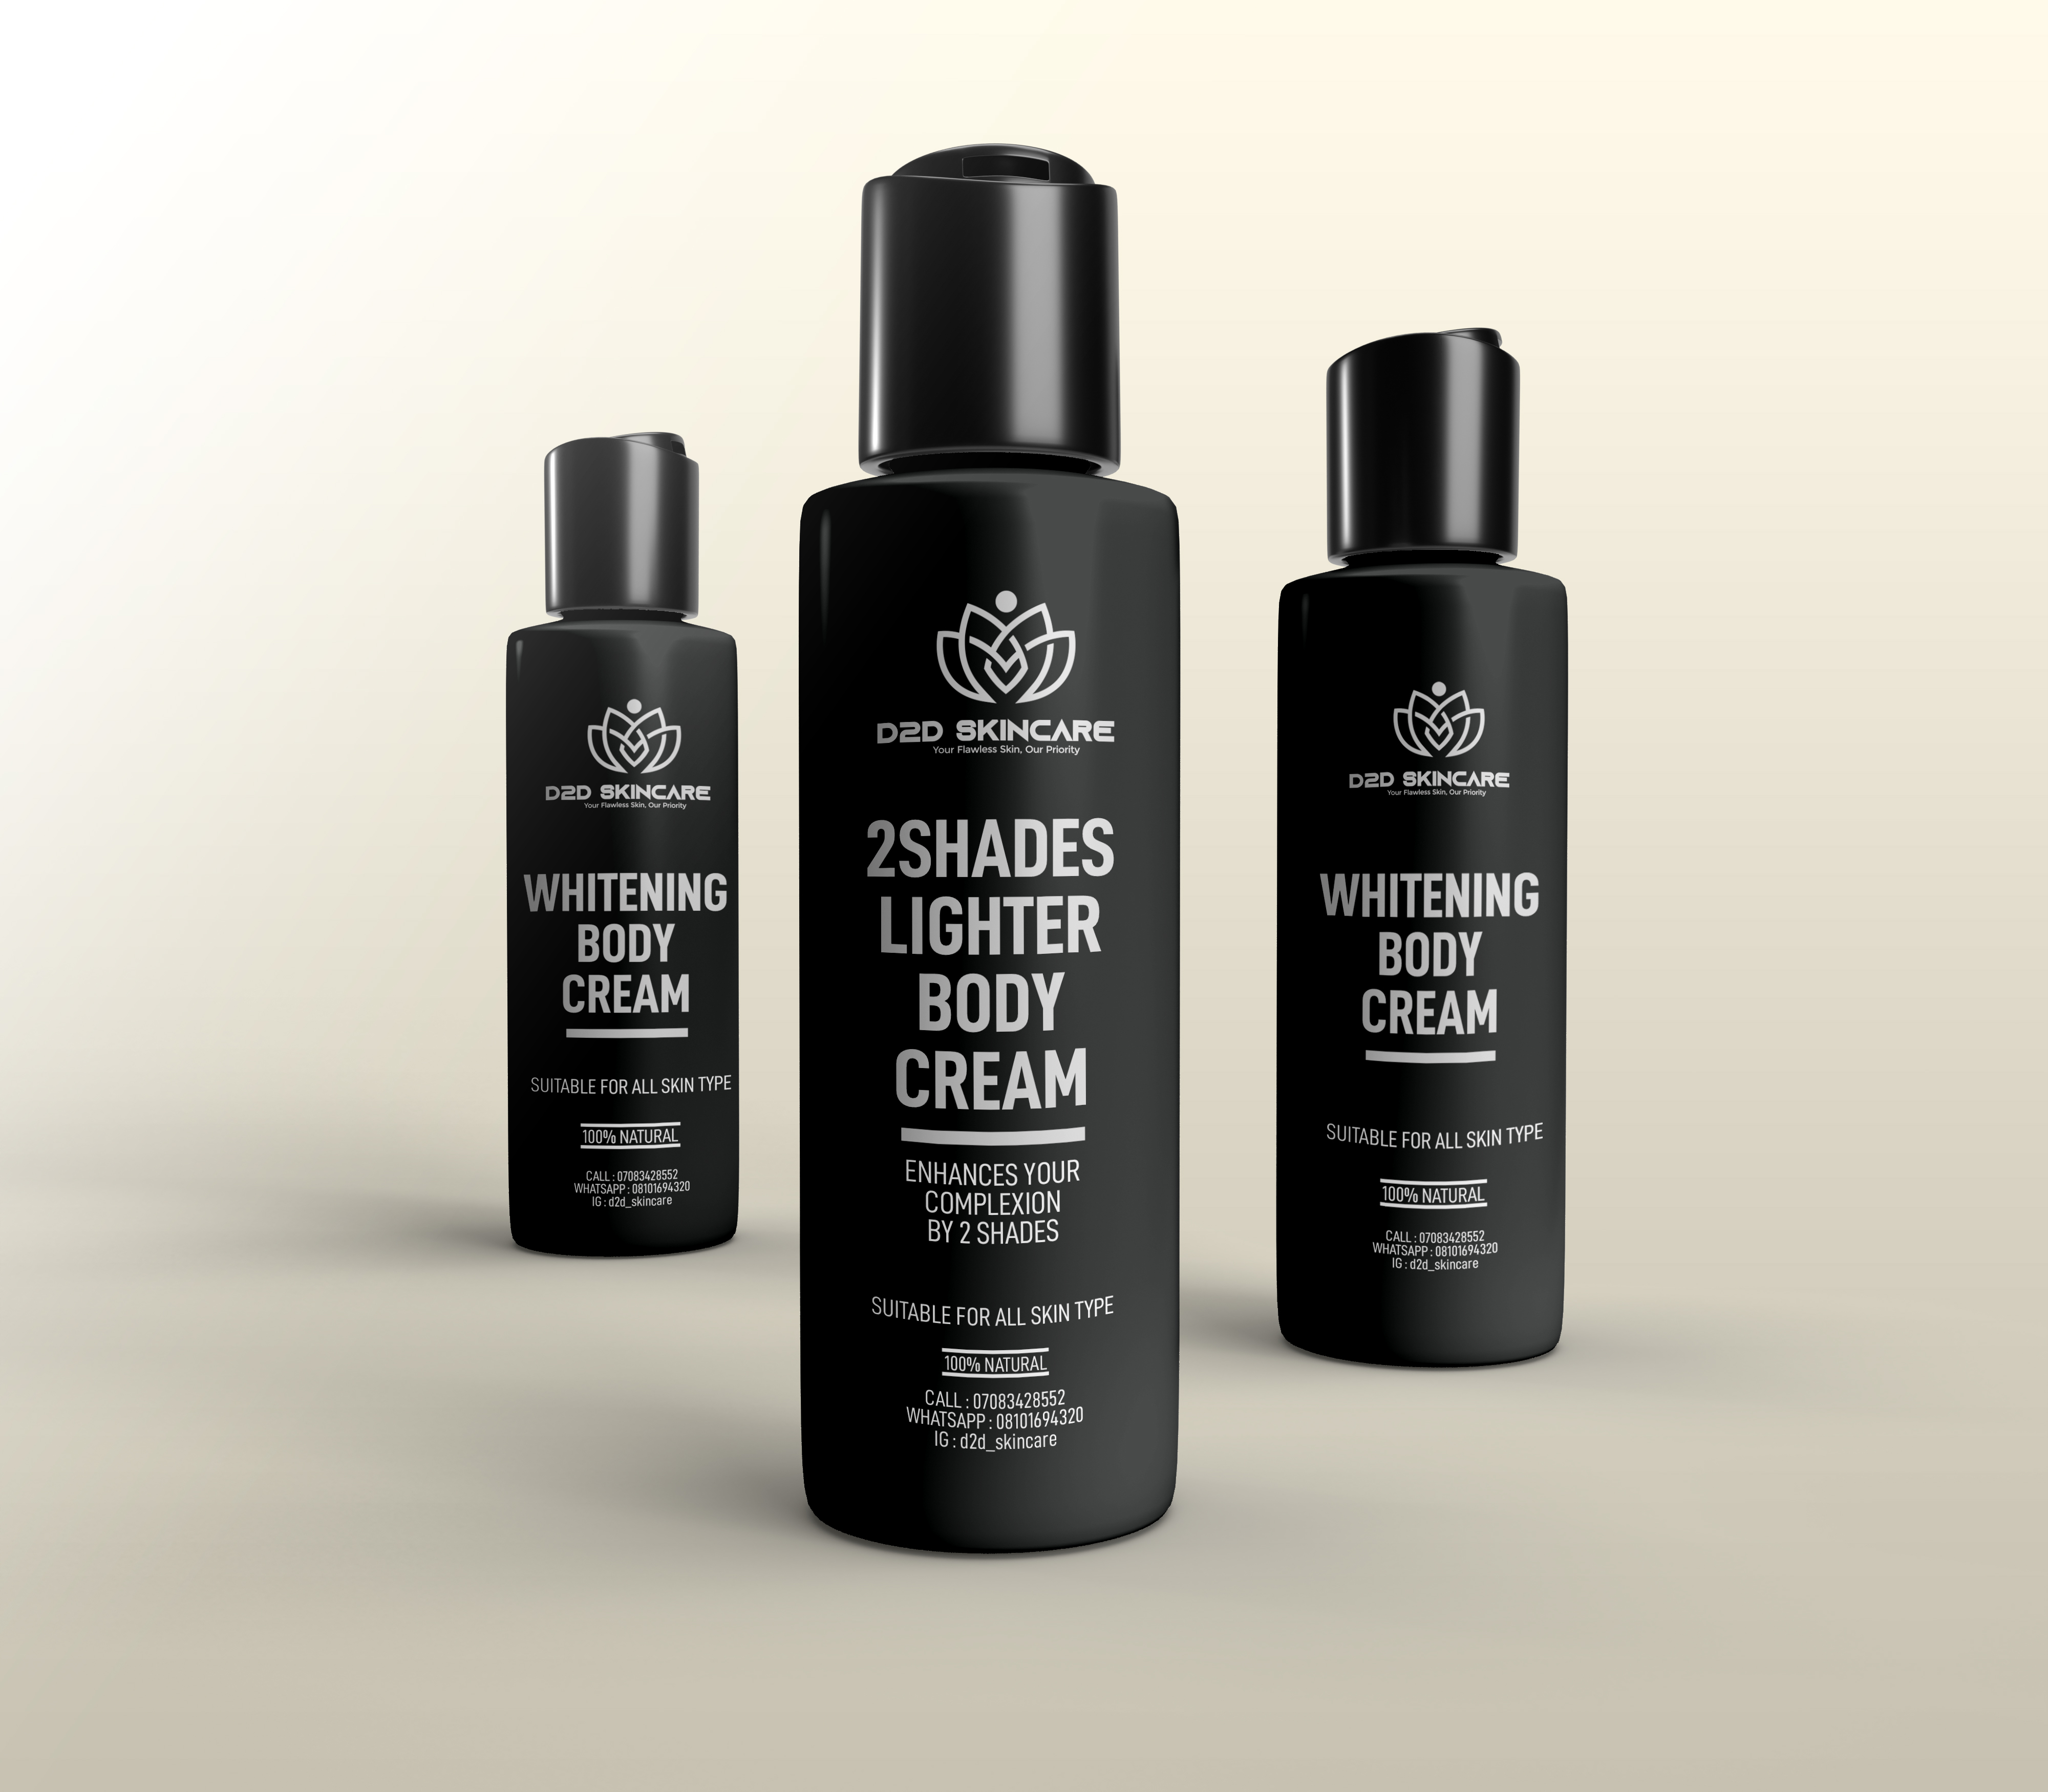 D2D SKINCARE
Your Flawless Skin, Our Priority
WHITENING
BODY
CREAM
SUITABLE FOR ALL SKIN TYPE
100% NATURAL
CALL : 07083428552
WHATSAPP : 08101694320
IG : d2d_skincare
D2D SKINCARE
Your Flawless Skin, Our Priority
2SHADES
LIGHTER
BODY
CREAM
ENHANCES YOUR
COMPLEXION
BY 2 SHADES
SUITABLE FOR ALL SKIN TYPE
100% NATURAL
CALL : 07083428552
WHATSAPP : 08101694320
IG : d2d_skincare
D2D SKINCARE
Your Flawless Skin, Our Priority
WHITENING
BODY
CREAM
SUITABLE FOR ALL SKIN TYPE
100% NATURAL
CALL : 07083428552
WHATSAPP : 08101694320
IG : d2d_skincare